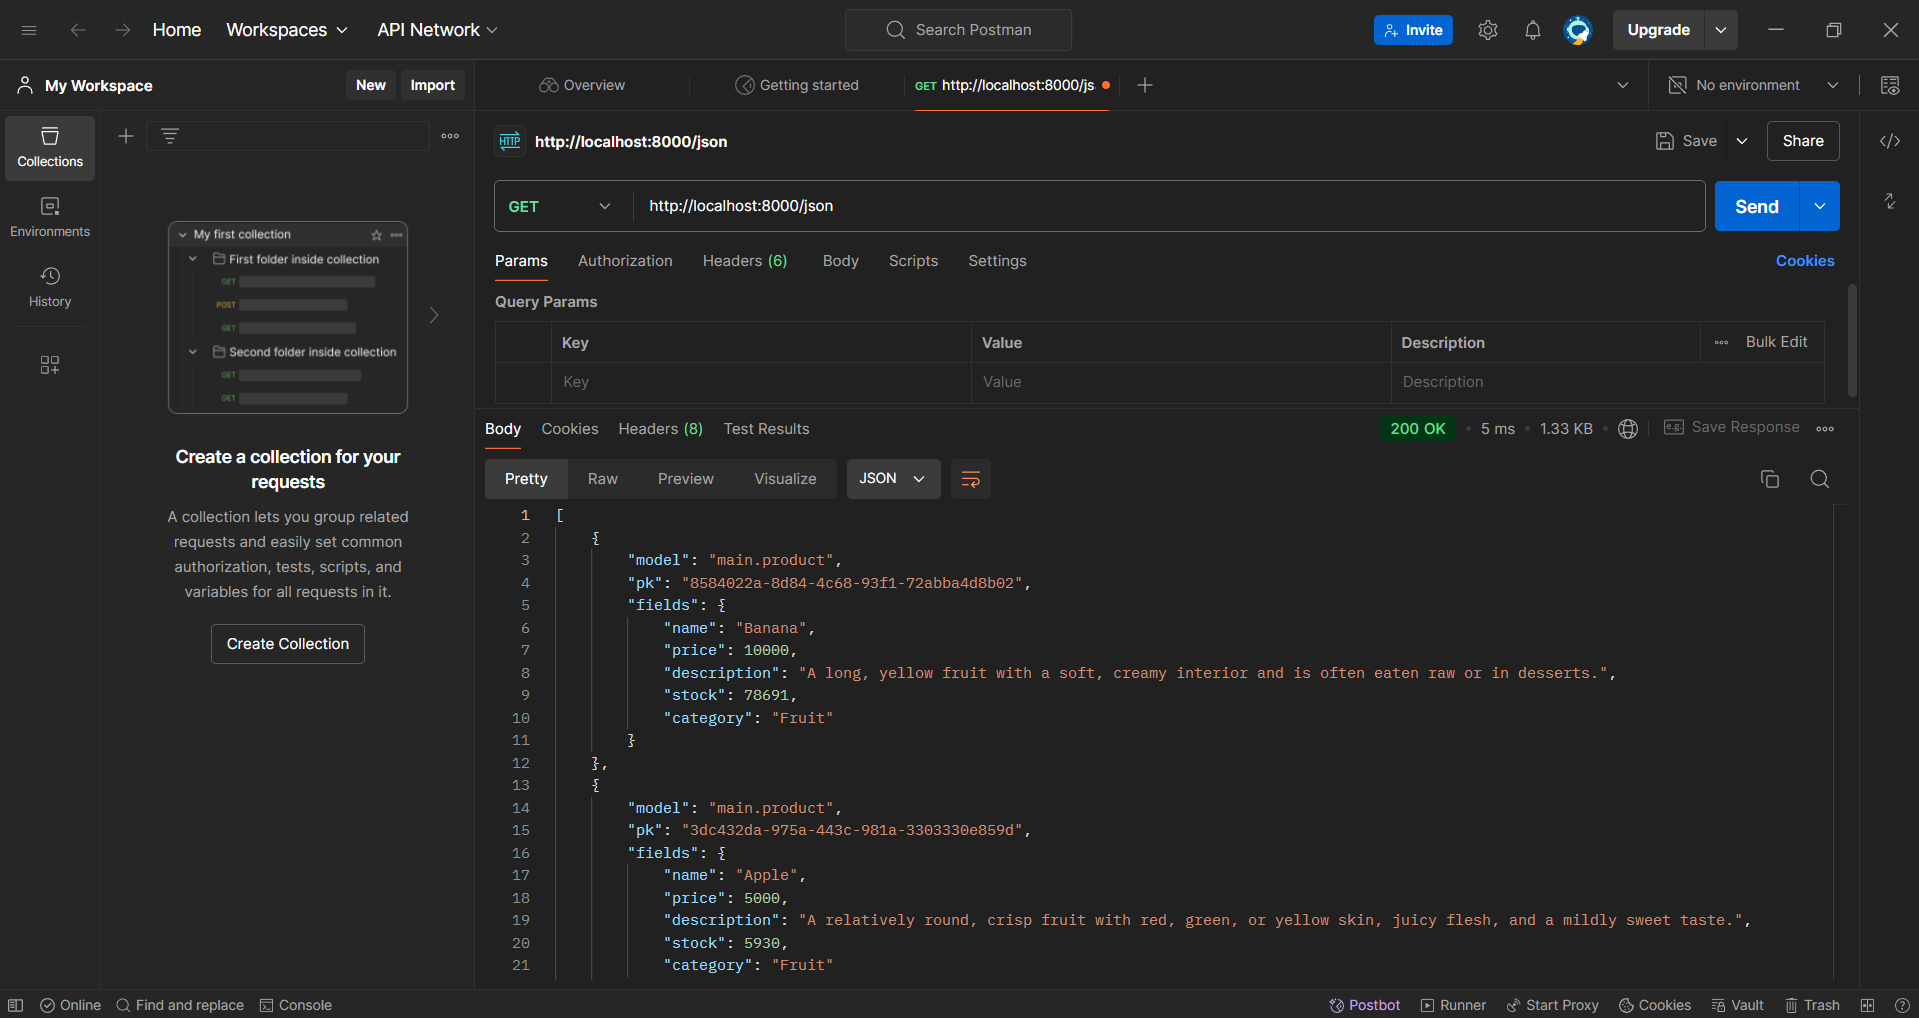 Home Workspaces API Network Search Postman Invite Upgrade
My Workspace New Import Overview Getting started GET http://localhost:8000/js No environment
Collections
Environments
History
My first collection
First folder inside collection
GET
POST
GET
Second folder inside collection
GET
GET
Create a collection for your
requests
A collection lets you group related
requests and easily set common
authorization, tests, scripts, and
variables for all requests in it.
Create Collection
HTTP http://localhost:8000/json Save Share
GET http://localhost:8000/json Send
Params Authorization Headers (6) Body Scripts Settings Cookies
Query Params
Key Value Description Bulk Edit
Key Value Description
Body Cookies Headers (8) Test Results 200 OK 5 ms 1.33 KB e.g. Save Response
Pretty Raw Preview Visualize JSON
1 [
2 {
3 "model": "main.product",
4 "pk": "8584022a-8d84-4c68-93f1-72abba4d8b02",
5 "fields": {
6 "name": "Banana",
7 "price": 10000,
8 "description": "A long, yellow fruit with a soft, creamy interior and is often eaten raw or in desserts.",
9 "stock": 78691,
10 "category": "Fruit"
11 }
12 },
13 {
14 "model": "main.product",
15 "pk": "3dc432da-975a-443c-981a-3303330e859d",
16 "fields": {
17 "name": "Apple",
18 "price": 5000,
19 "description": "A relatively round, crisp fruit with red, green, or yellow skin, juicy flesh, and a mildly sweet taste.",
20 "stock": 5930,
21 "category": "Fruit"
Online Find and replace Console Postbot Runner Start Proxy Cookies Vault Trash